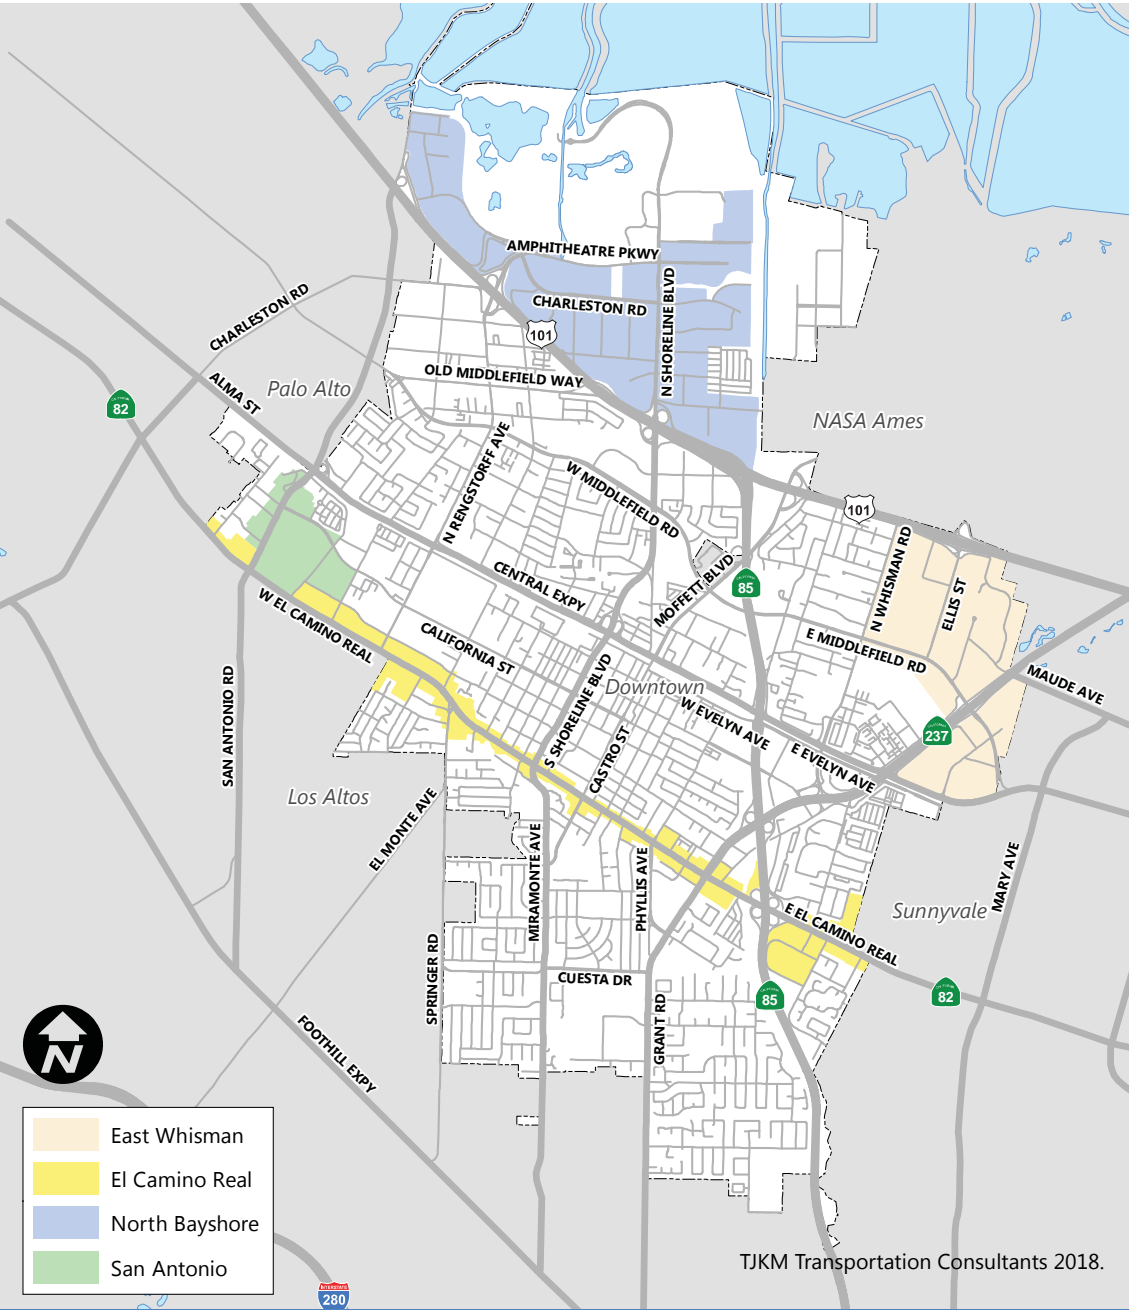 AMPHITHEATRE PKWY
CHARLESTON RD
N SHORELINE BLVD
101
CHARLESTON RD
OLD MIDDLEFIELD WAY
ALMA ST
Palo Alto
82
NASA Ames
N RENGSTORFF AVE
W MIDDLEFIELD RD
101
N WHISMAN RD
ELLIS ST
CENTRAL EXPY
MOFFETT BLVD
85
W EL CAMINO REAL
CALIFORNIA ST
E MIDDLEFIELD RD
MAUDE AVE
SAN ANTONIO RD
S SHORELINE BLVD
Downtown
W EVELYN AVE
CASTRO ST
E EVELYN AVE
237
Los Altos
EL MONTE AVE
MIRAMONTE AVE
PHYLLIS AVE
MARY AVE
Sunnyvale
E EL CAMINO REAL
SPRINGER RD
CUESTA DR
GRANT RD
85
82
N
FOOTHILL EXPY
East Whisman
El Camino Real
North Bayshore
San Antonio
INTERSTATE
280
TJKM Transportation Consultants 2018.